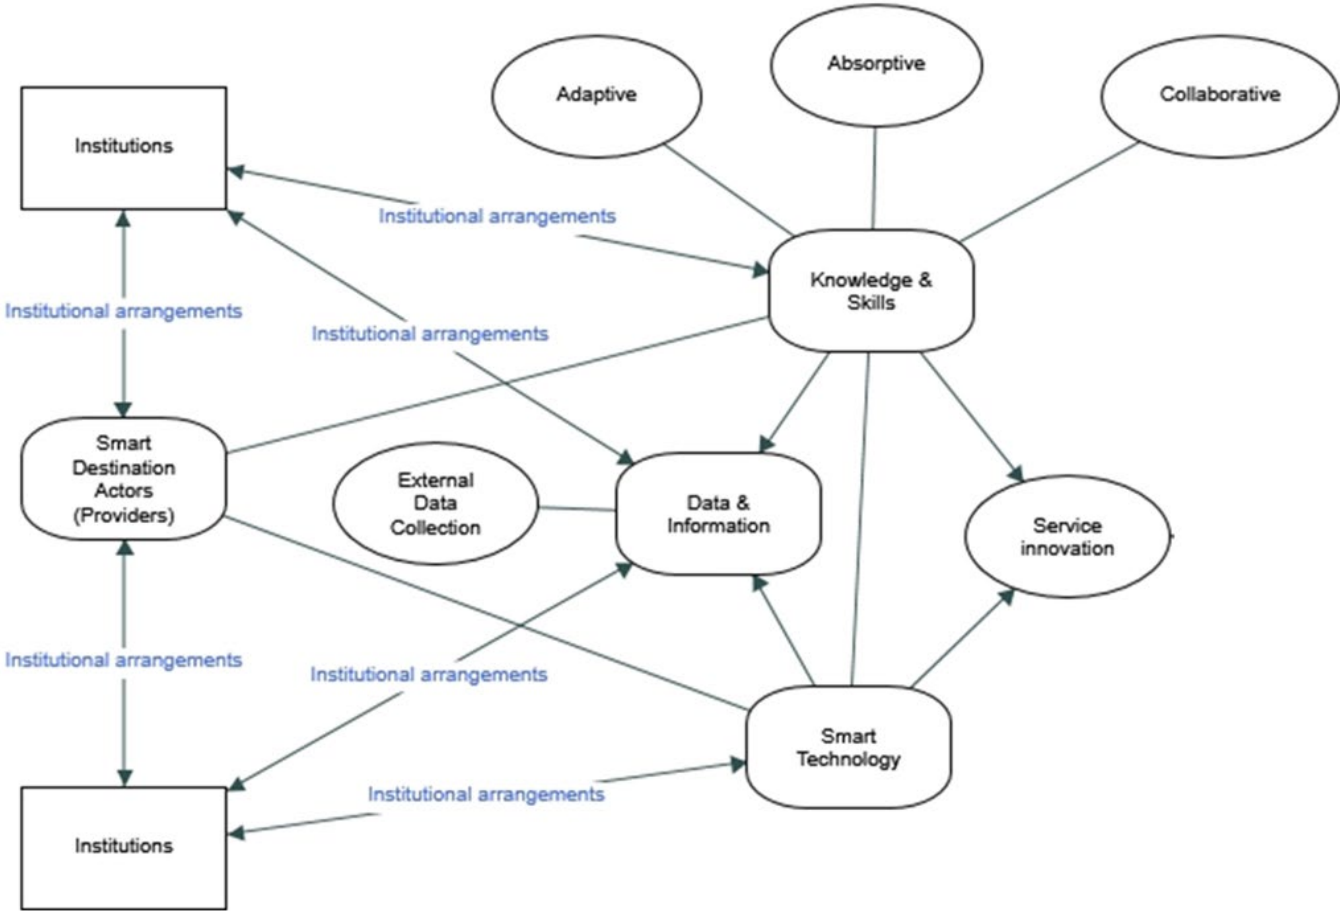 Adaptive
Absorptive
Collaborative
Institutions
Institutional arrangements
Knowledge &
Skills
Institutional arrangements
Institutional arrangements
Smart
Destination
Actors
(Providers)
External
Data
Collection
Data &
Information
Service
innovation
Institutional arrangements
Institutional arrangements
Smart
Technology
Institutional arrangements
Institutions